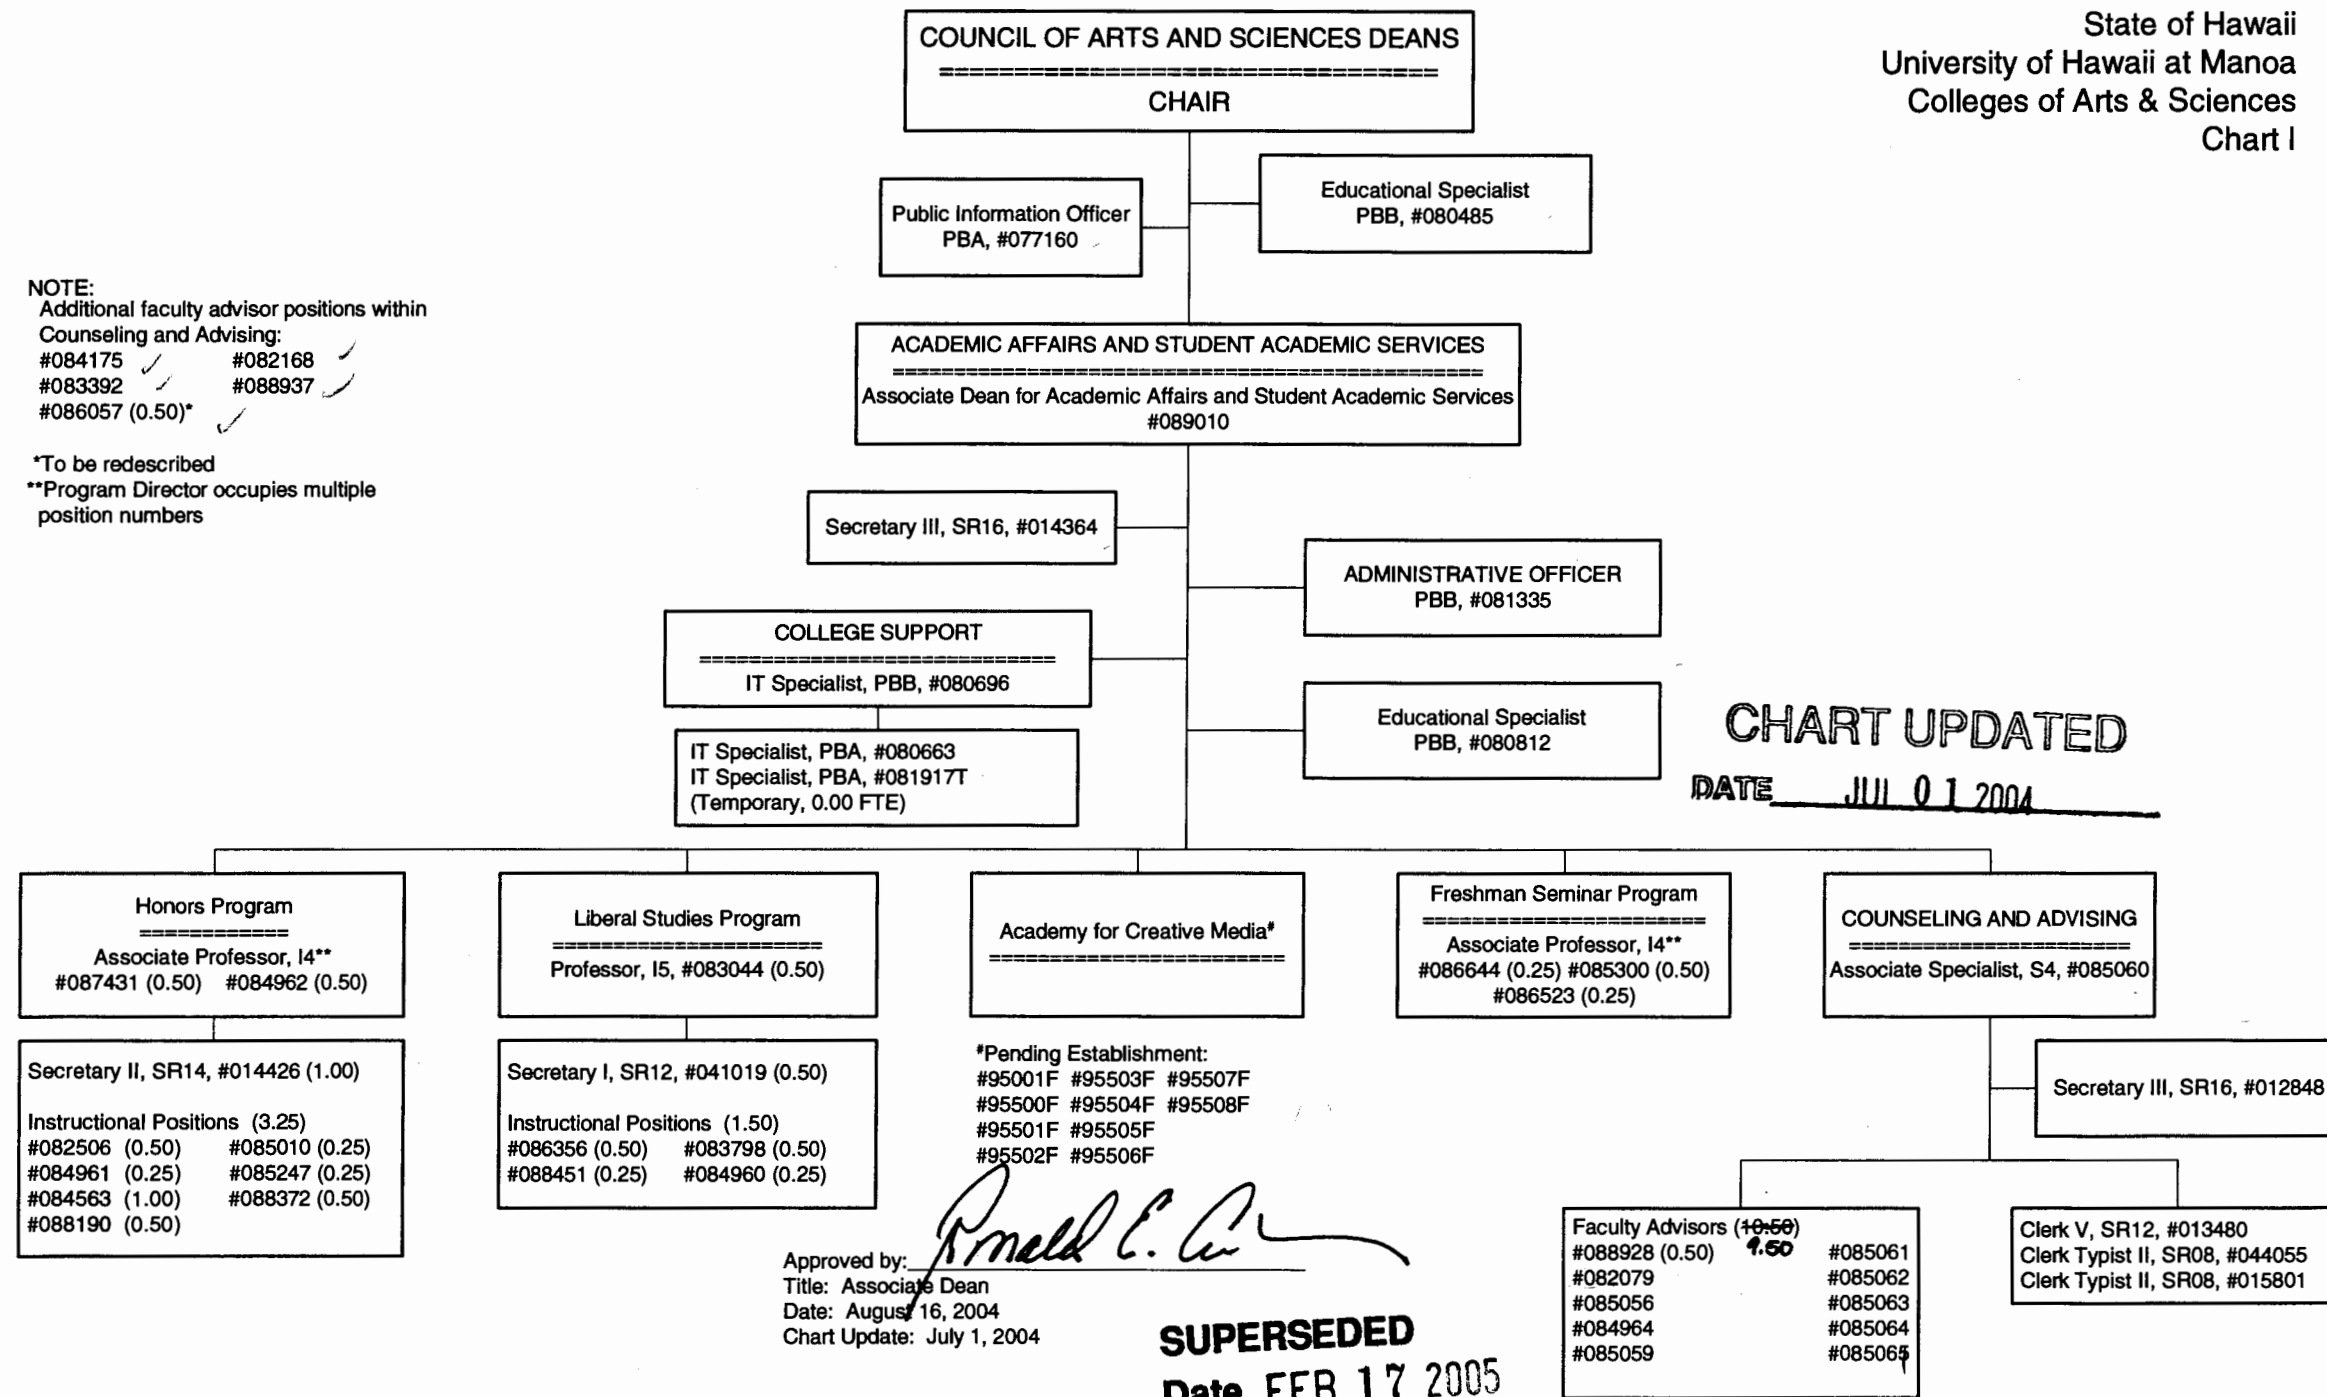 State of Hawaii
University of Hawaii at Manoa
Colleges of Arts & Sciences
Chart I
COUNCIL OF ARTS AND SCIENCES DEANS
================================
CHAIR
Public Information Officer
PBA, #077160
Educational Specialist
PBB, #080485
NOTE:
Additional faculty advisor positions within
Counseling and Advising:
#084175 ✓ #082168 ✓
#083392 ✓ #088937 ✓
#086057 (0.50)* ✓
*To be redescribed
**Program Director occupies multiple
position numbers
ACADEMIC AFFAIRS AND STUDENT ACADEMIC SERVICES
================================================
Associate Dean for Academic Affairs and Student Academic Services
#089010
Secretary III, SR16, #014364
ADMINISTRATIVE OFFICER
PBB, #081335
COLLEGE SUPPORT
=============================
IT Specialist, PBB, #080696
IT Specialist, PBA, #080663
IT Specialist, PBA, #081917T
(Temporary, 0.00 FTE)
Educational Specialist
PBB, #080812
CHART UPDATED
DATE JUL 01 2004
Honors Program
============
Associate Professor, I4**
#087431 (0.50) #084962 (0.50)
Secretary II, SR14, #014426 (1.00)
Instructional Positions (3.25)
#082506 (0.50) #085010 (0.25)
#084961 (0.25) #085247 (0.25)
#084563 (1.00) #088372 (0.50)
#088190 (0.50)
Liberal Studies Program
======================
Professor, I5, #083044 (0.50)
Secretary I, SR12, #041019 (0.50)
Instructional Positions (1.50)
#086356 (0.50) #083798 (0.50)
#088451 (0.25) #084960 (0.25)
Academy for Creative Media#
========================
#Pending Establishment:
#95001F #95503F #95507F
#95500F #95504F #95508F
#95501F #95505F
#95502F #95506F
Freshman Seminar Program
=======================
Associate Professor, I4**
#086644 (0.25) #085300 (0.50)
#086523 (0.25)
COUNSELING AND ADVISING
=======================
Associate Specialist, S4, #085060
Secretary III, SR16, #012848
Faculty Advisors (10.50)
9.50
#088928 (0.50) #085061
#082079 #085062
#085056 #085063
#084964 #085064
#085059 #085065
Clerk V, SR12, #013480
Clerk Typist II, SR08, #044055
Clerk Typist II, SR08, #015801
Approved by:
Title: Associate Dean
Date: August 16, 2004
Chart Update: July 1, 2004
SUPERSEDED
Date FEB 17 2005